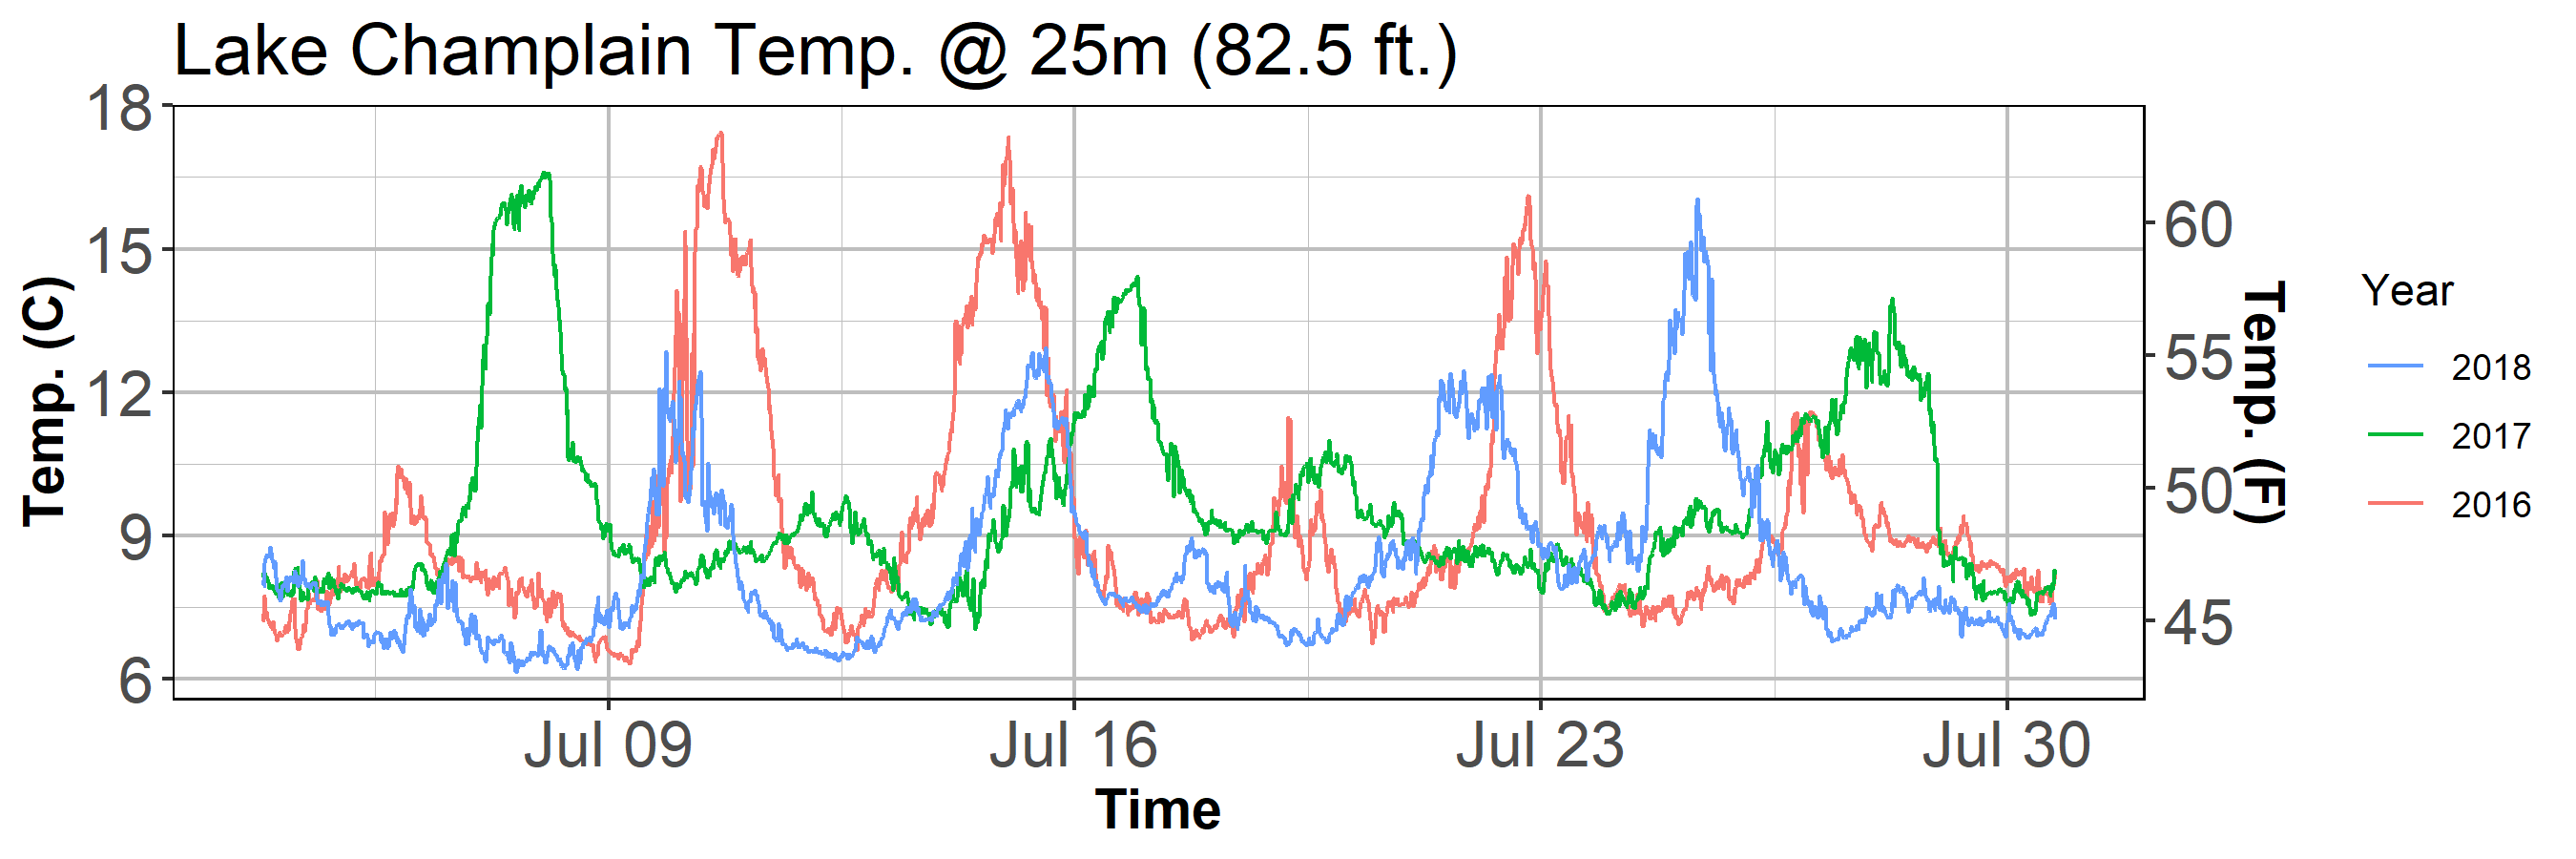 Lake Champlain Temp. @ 25m (82.5 ft.)
18
15
12
9
6
Temp. (C)
60
55
50
45
Temp. (F)
Jul 09
Jul 16
Jul 23
Jul 30
Time
Year
2018
2017
2016